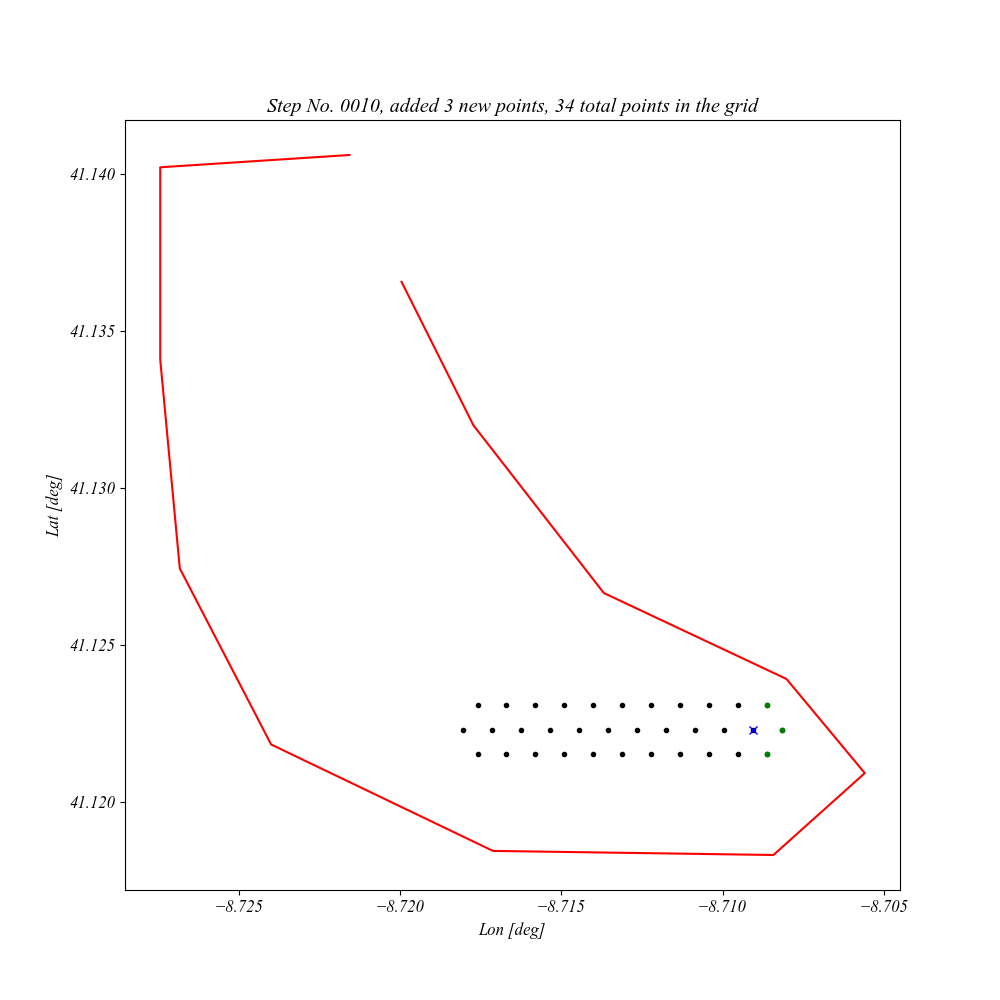 Step No. 0010, added 3 new points, 34 total points in the grid
41.140
41.135
41.130
41.125
41.120
Lat [deg]
−8.725 −8.720 −8.715 −8.710 −8.705
Lon [deg]